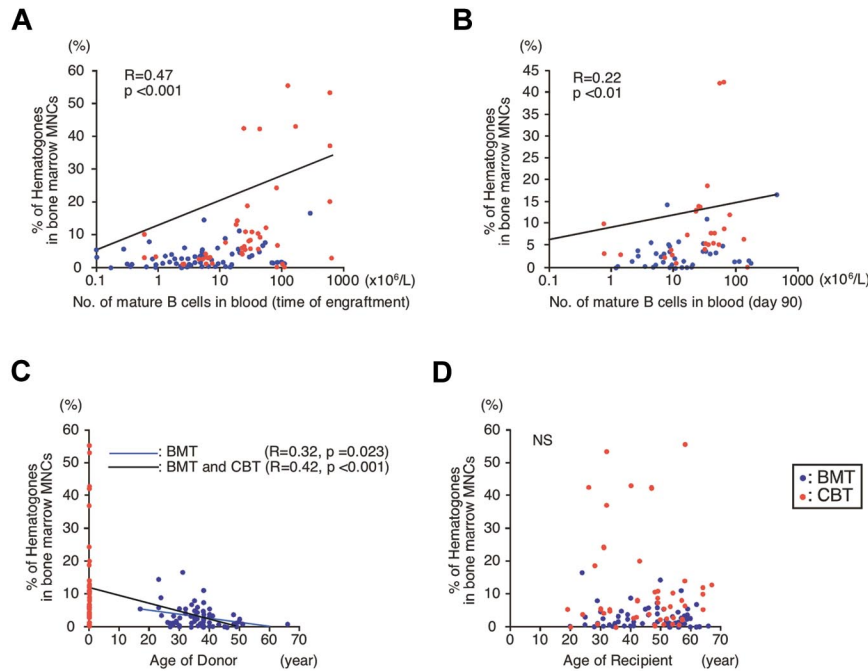 A
(%)
60
50
40
30
20
10
0
% of Hematogones
in bone marrow MNCs
R=0.47
p <0.001
0.1 1 10 100 1000 (x10⁶/L)
No. of mature B cells in blood (time of engraftment)
B
(%)
45
40
35
30
25
20
15
10
5
0
% of Hematogones
in bone marrow MNCs
R=0.22
p <0.01
0.1 1 10 100 1000 (x10⁶/L)
No. of mature B cells in blood (day 90)
C
(%)
60
50
40
30
20
10
0
% of Hematogones
in bone marrow MNCs
: BMT (R=0.32, p =0.023)
: BMT and CBT (R=0.42, p <0.001)
0 10 20 30 40 50 60 70
Age of Donor (year)
D
(%)
60
50
40
30
20
10
0
% of Hematogones
in bone marrow MNCs
NS
0 10 20 30 40 50 60 70
Age of Recipient (year)
: BMT
: CBT